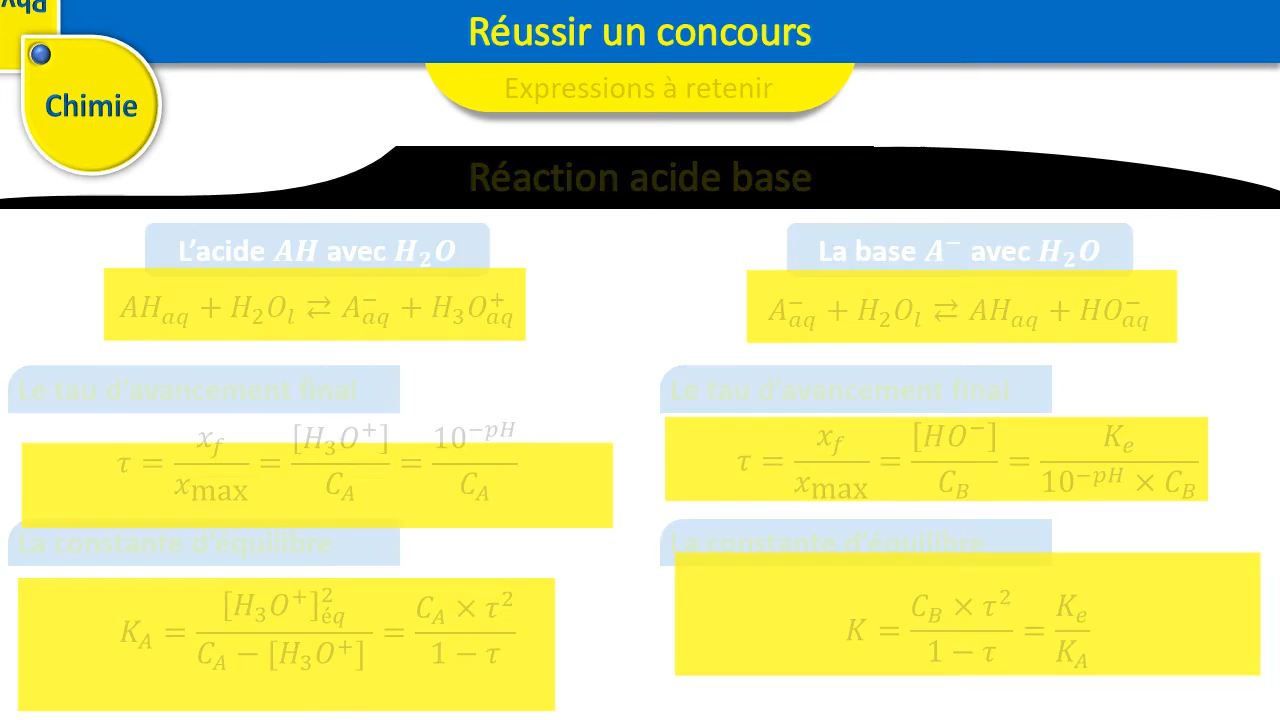 Phy
Réussir un concours
Expressions à retenir
Chimie
Réaction acide base
L'acide AH avec H₂O
AH_aq + H₂O_l ⇄ A⁻_aq + H₃O⁺_aq
Le tau d'avancement final
τ = x_f / x_max = [H₃O⁺] / C_A = 10^(-pH) / C_A
La constante d'équilibre
K_A = [H₃O⁺]²_éq / (C_A − [H₃O⁺]) = (C_A × τ²) / (1 − τ)
La base A⁻ avec H₂O
A⁻_aq + H₂O_l ⇄ AH_aq + HO⁻_aq
Le tau d'avancement final
τ = x_f / x_max = [HO⁻] / C_B = K_e / (10^(-pH) × C_B)
La constante d'équilibre
K = (C_B × τ²) / (1 − τ) = K_e / K_A